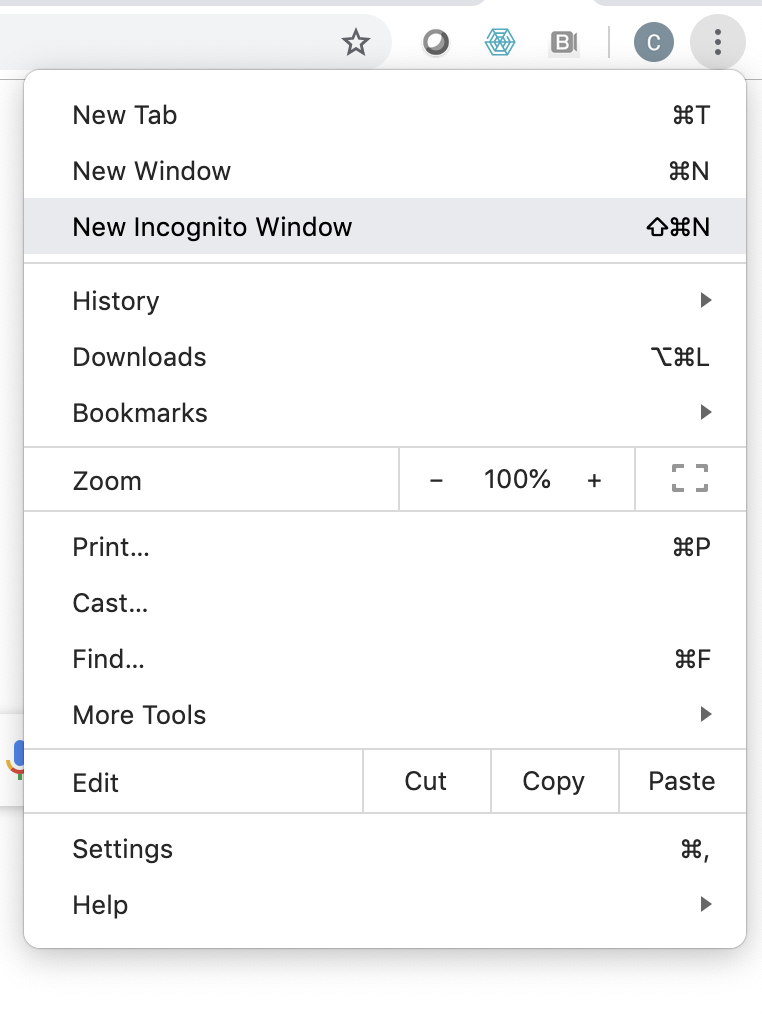 B
C
New Tab ⌘T
New Window ⌘N
New Incognito Window ⇧⌘N
History
Downloads ⌥⌘L
Bookmarks
Zoom − 100% +
Print... ⌘P
Cast...
Find... ⌘F
More Tools
Edit Cut Copy Paste
Settings ⌘,
Help